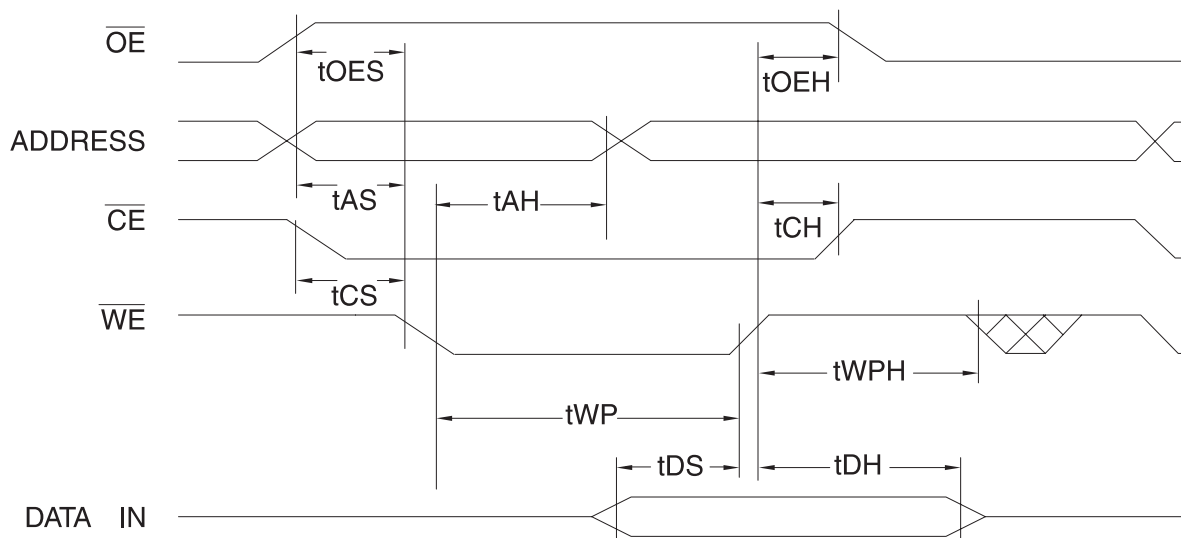 OE
tOES
tOEH
ADDRESS
tAS
tAH
CE
tCH
tCS
WE
tWPH
tWP
tDS
tDH
DATA IN